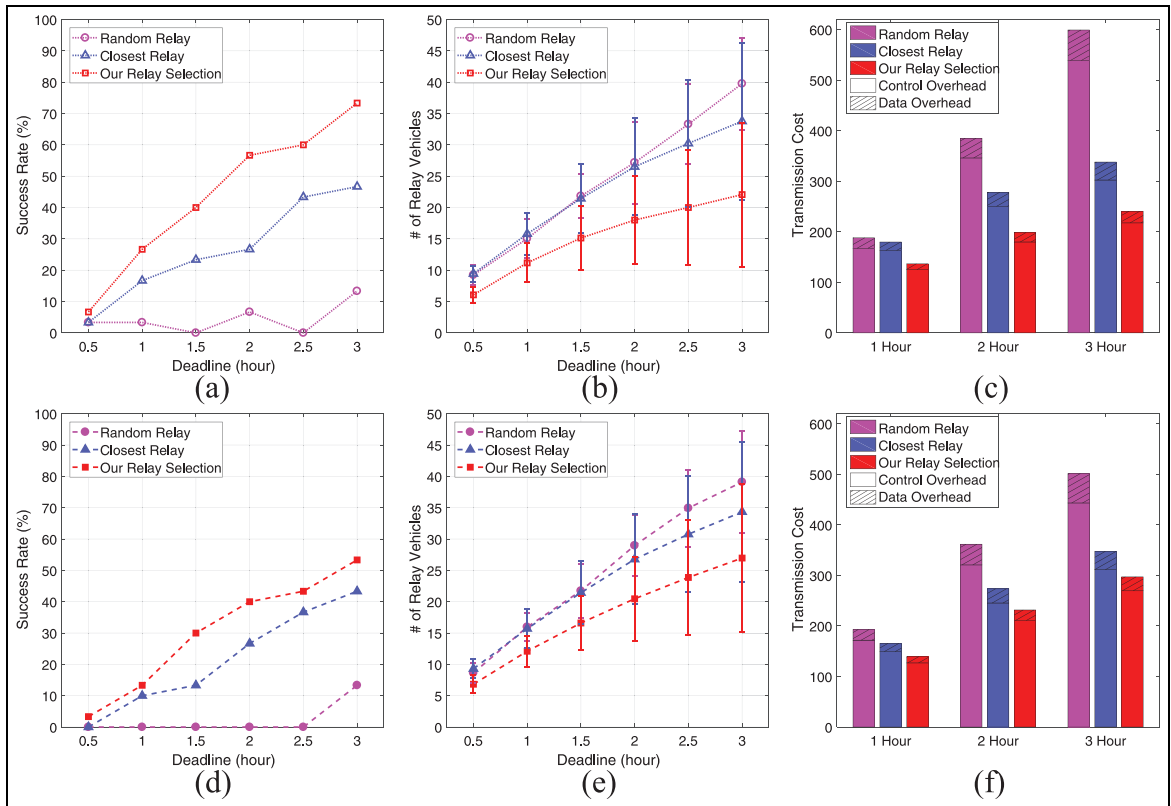 100
90
80
70
60
50
40
30
20
10
0
Success Rate (%)
Random Relay
Closest Relay
Our Relay Selection
0.5
1
1.5
2
2.5
3
Deadline (hour)
(a)
50
45
40
35
30
25
20
15
10
5
0
# of Relay Vehicles
Random Relay
Closest Relay
Our Relay Selection
0.5
1
1.5
2
2.5
3
Deadline (hour)
(b)
600
500
400
300
200
100
0
Transmission Cost
Random Relay
Closest Relay
Our Relay Selection
Control Overhead
Data Overhead
1 Hour
2 Hour
3 Hour
(c)
100
90
80
70
60
50
40
30
20
10
0
Success Rate (%)
Random Relay
Closest Relay
Our Relay Selection
0.5
1
1.5
2
2.5
3
Deadline (hour)
(d)
50
45
40
35
30
25
20
15
10
5
0
# of Relay Vehicles
Random Relay
Closest Relay
Our Relay Selection
0.5
1
1.5
2
2.5
3
Deadline (hour)
(e)
600
500
400
300
200
100
0
Transmission Cost
Random Relay
Closest Relay
Our Relay Selection
Control Overhead
Data Overhead
1 Hour
2 Hour
3 Hour
(f)